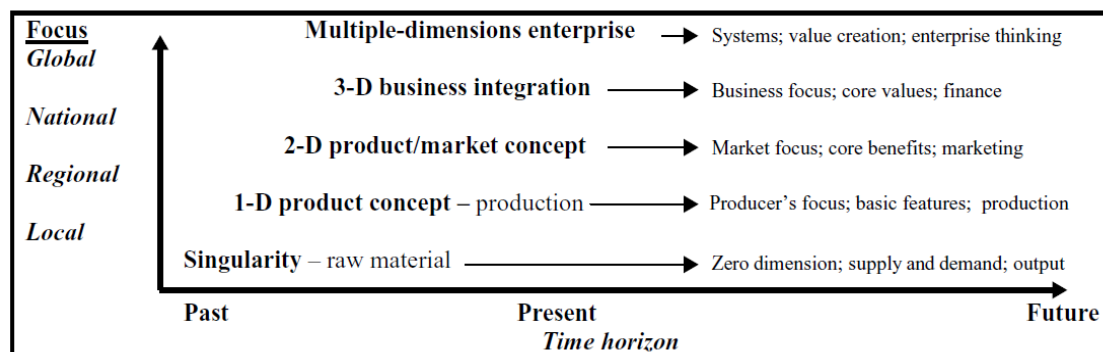 Focus
Global
National
Regional
Local
Multiple-dimensions enterprise
Systems; value creation; enterprise thinking
3-D business integration
Business focus; core values; finance
2-D product/market concept
Market focus; core benefits; marketing
1-D product concept – production
Producer's focus; basic features; production
Singularity – raw material
Zero dimension; supply and demand; output
Past
Present
Future
Time horizon